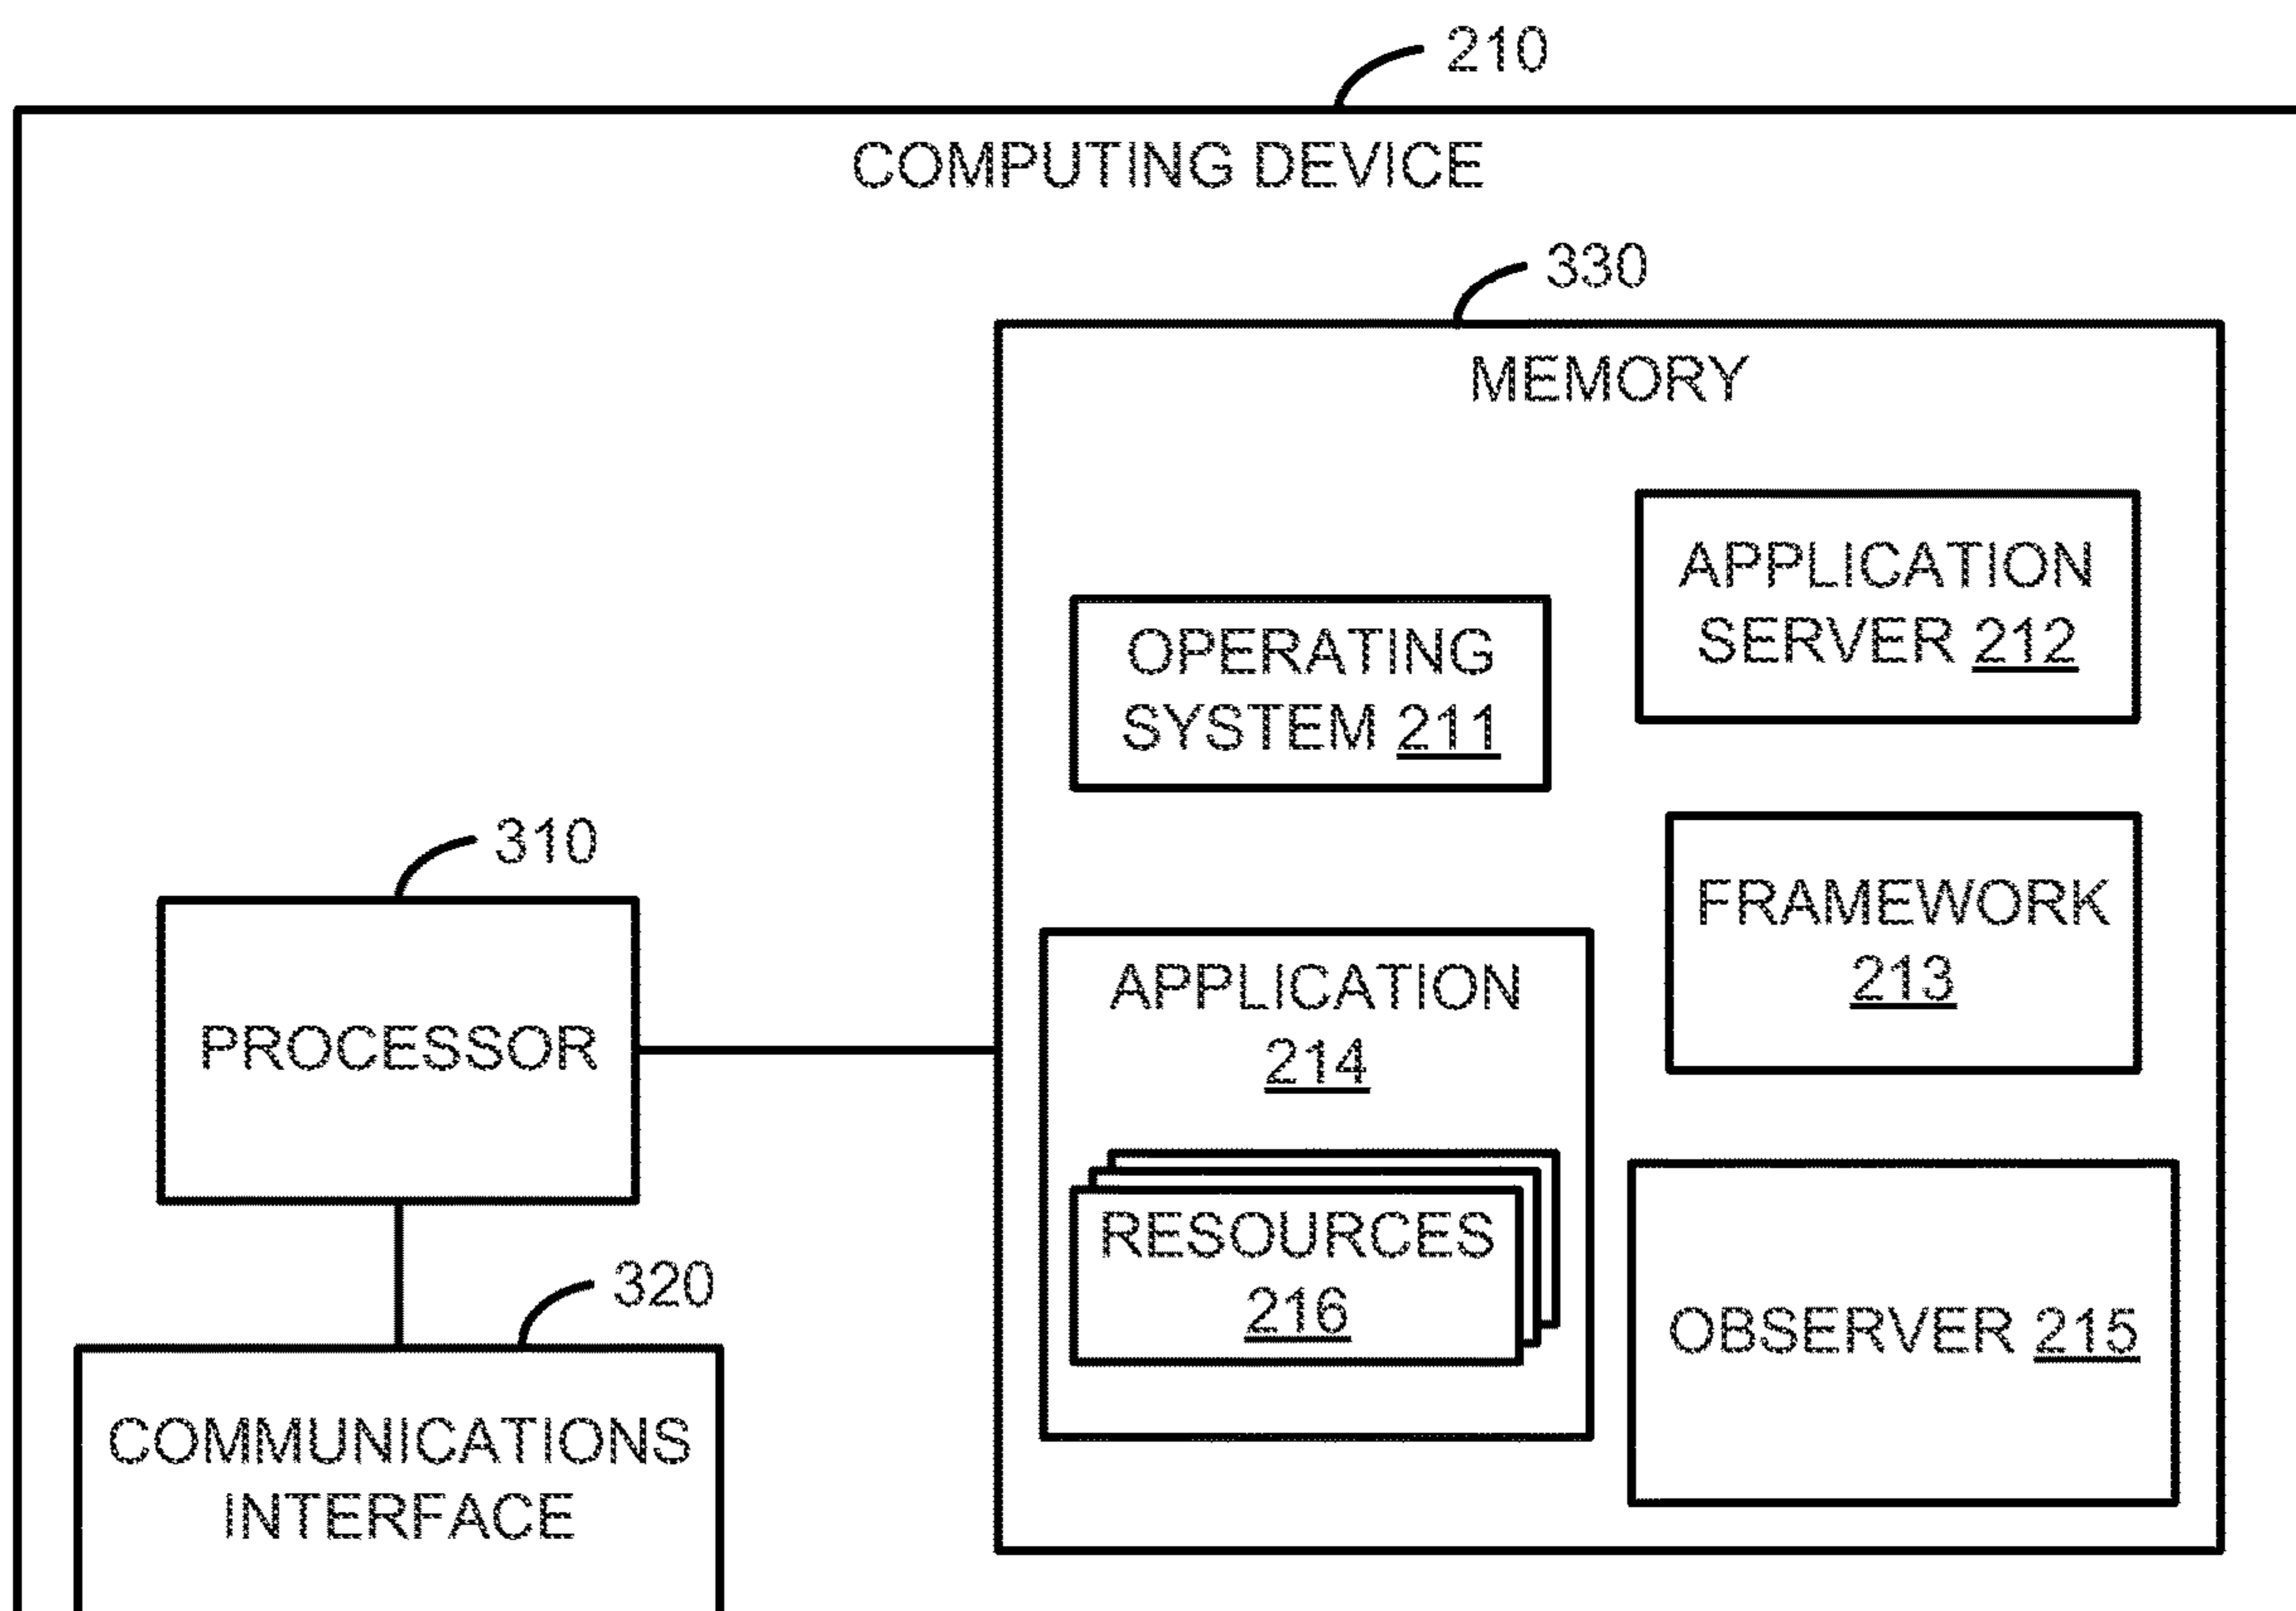 210
COMPUTING DEVICE
330
MEMORY
APPLICATION
SERVER 212
OPERATING
SYSTEM 211
310
PROCESSOR
FRAMEWORK
213
APPLICATION
214
RESOURCES
216
OBSERVER 215
320
COMMUNICATIONS
INTERFACE